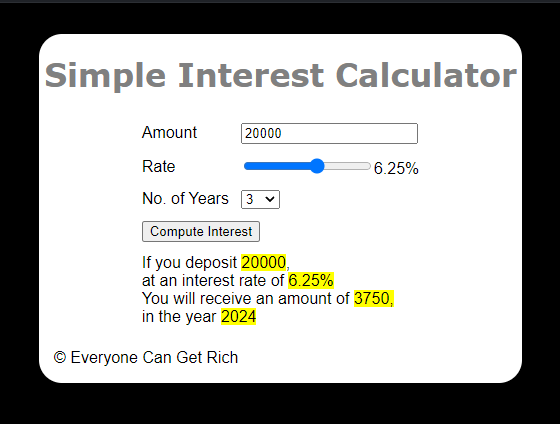 Simple Interest Calculator
Amount 20000
Rate 6.25%
No. of Years 3
Compute Interest
If you deposit 20000,
at an interest rate of 6.25%
You will receive an amount of 3750,
in the year 2024
© Everyone Can Get Rich